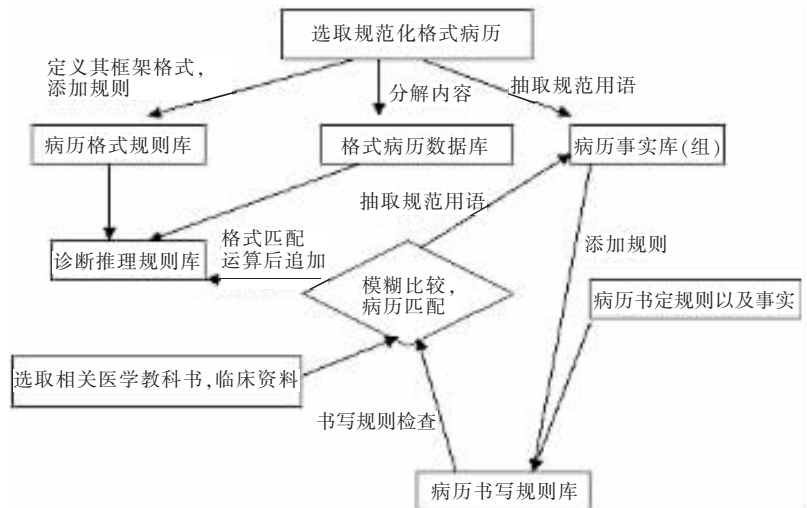 选取规范化格式病历
定义其框架格式,
添加规则
分解内容
抽取规范用语
病历格式规则库
格式病历数据库
病历事实库(组)
抽取规范用语
格式匹配
运算后追加
添加规则
诊断推理规则库
模糊比较,
病历匹配
病历书定规则以及事实
选取相关医学教科书,临床资料
书写规则检查
病历书写规则库